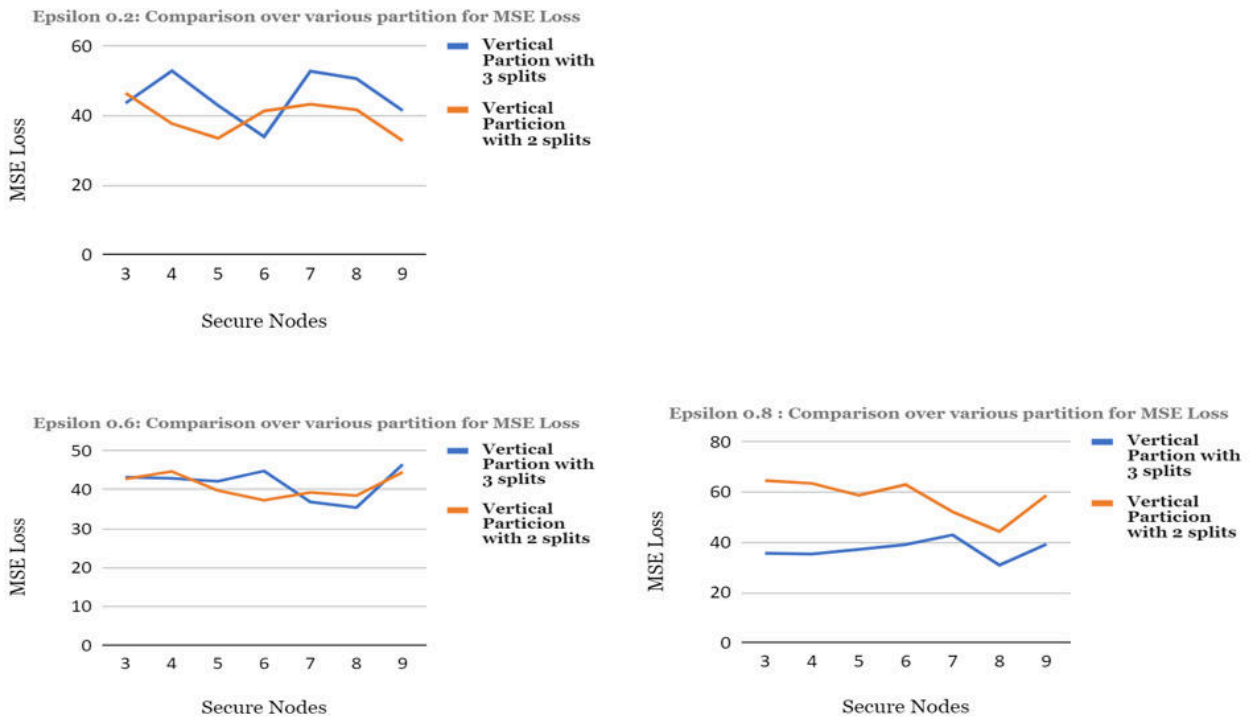 Epsilon 0.2: Comparison over various partition for MSE Loss
60
40
20
0
MSE Loss
3 4 5 6 7 8 9
Secure Nodes
Vertical
Partion with
3 splits
Vertical
Particion
with 2 splits
Epsilon 0.6: Comparison over various partition for MSE Loss
50
40
30
20
10
0
MSE Loss
3 4 5 6 7 8 9
Secure Nodes
Vertical
Partion with
3 splits
Vertical
Particion
with 2 splits
Epsilon 0.8 : Comparison over various partition for MSE Loss
80
60
40
20
0
MSE Loss
3 4 5 6 7 8 9
Secure Nodes
Vertical
Partion with
3 splits
Vertical
Particion
with 2 splits